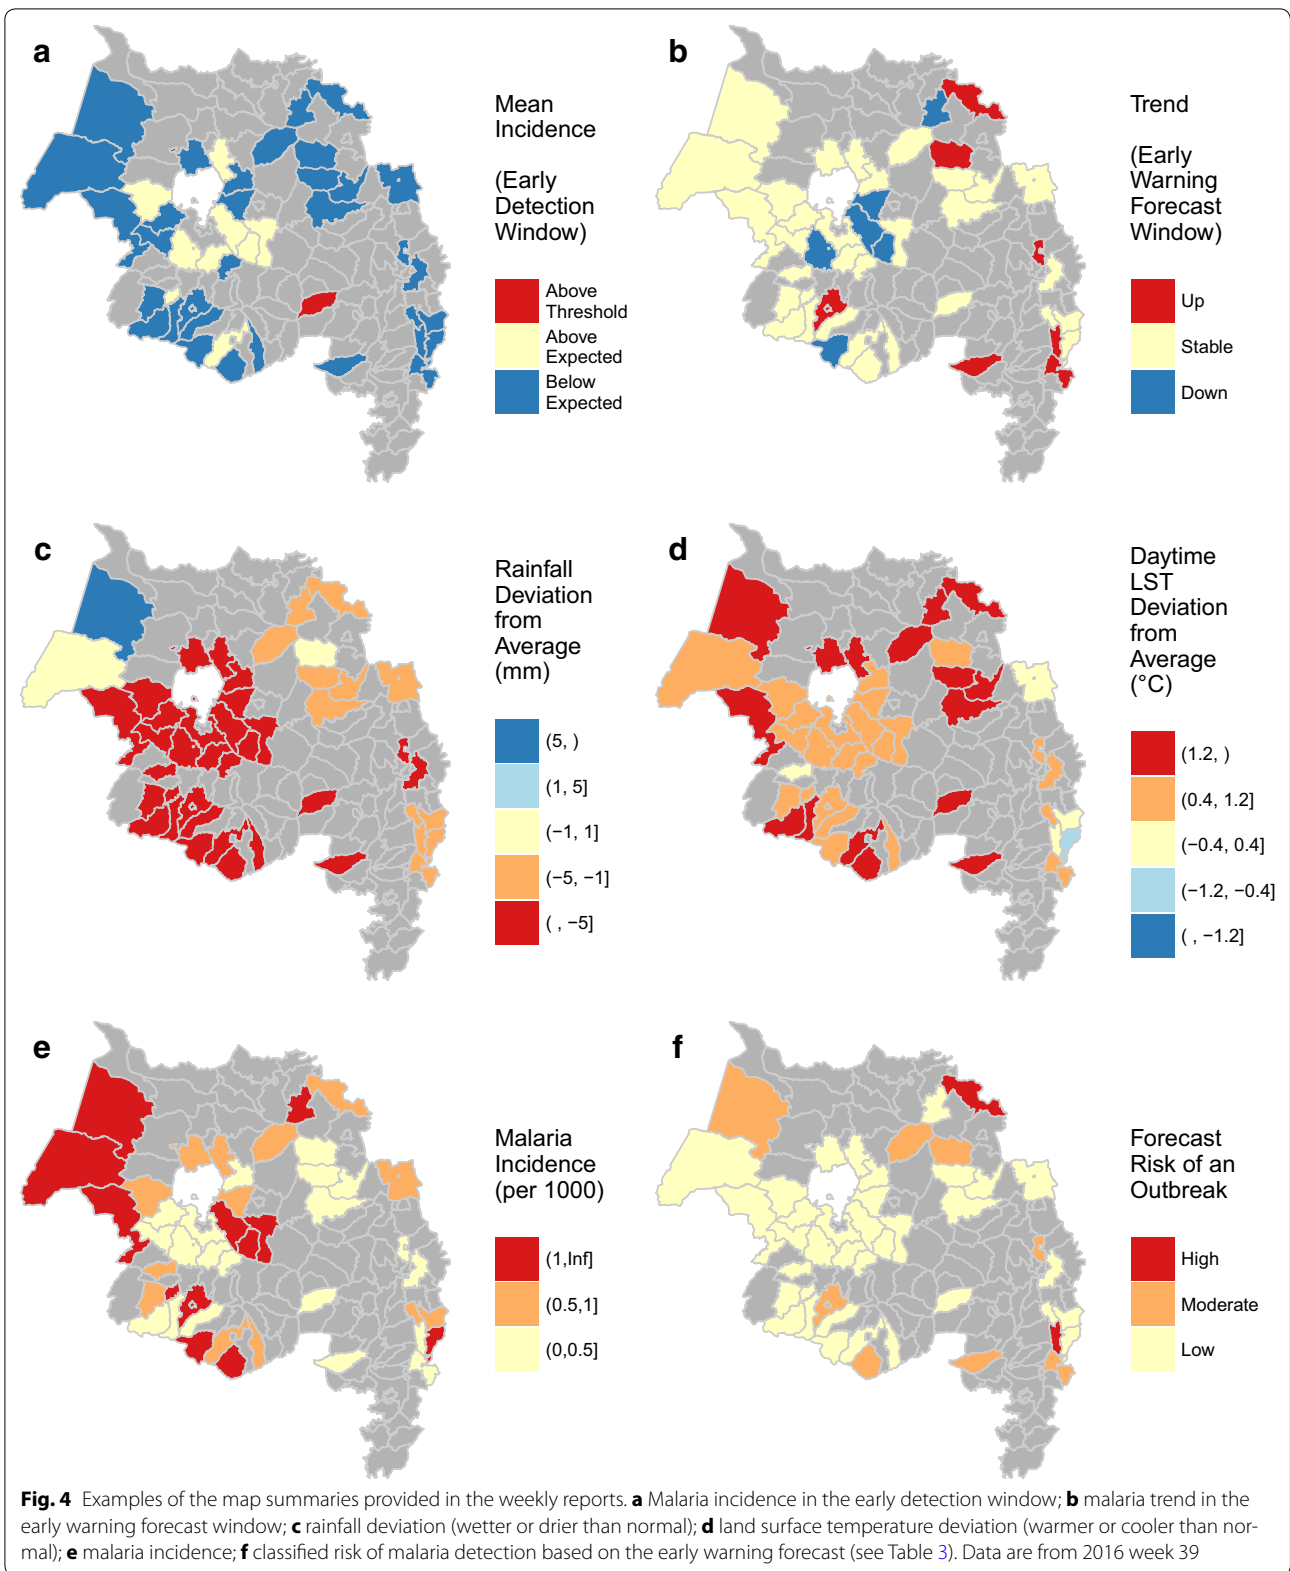 a
Mean
Incidence
(Early
Detection
Window)
Above
Threshold
Above
Expected
Below
Expected
b
Trend
(Early
Warning
Forecast
Window)
Up
Stable
Down
c
Rainfall
Deviation
from
Average
(mm)
(5, )
(1, 5]
(−1, 1]
(−5, −1]
( , −5]
d
Daytime
LST
Deviation
from
Average
(°C)
(1.2, )
(0.4, 1.2]
(−0.4, 0.4]
(−1.2, −0.4]
( , −1.2]
e
Malaria
Incidence
(per 1000)
(1,Inf]
(0.5,1]
(0,0.5]
f
Forecast
Risk of an
Outbreak
High
Moderate
Low
Fig. 4 Examples of the map summaries provided in the weekly reports. a Malaria incidence in the early detection window; b malaria trend in the
early warning forecast window; c rainfall deviation (wetter or drier than normal); d land surface temperature deviation (warmer or cooler than nor-
mal); e malaria incidence; f classified risk of malaria detection based on the early warning forecast (see Table 3). Data are from 2016 week 39